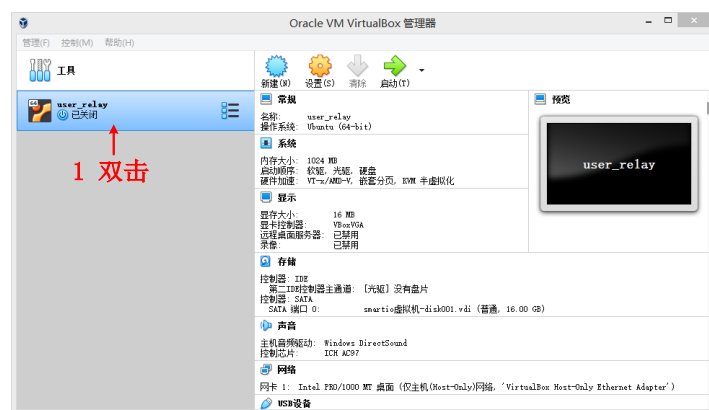 Oracle VM VirtualBox 管理器
管理(F) 控制(M) 帮助(H)
工具
新建(N) 设置(S) 清除 启动(T)
64
user_relay
已关闭
1 双击
常规
名称: user_relay
操作系统: Ubuntu (64-bit)
系统
内存大小: 1024 MB
启动顺序: 软驱, 光驱, 硬盘
硬件加速: VT-x/AMD-V, 嵌套分页, KVM 半虚拟化
显示
显存大小: 16 MB
显卡控制器: VBoxVGA
远程桌面服务器: 已禁用
录像: 已禁用
存储
控制器: IDE
第二IDE控制器主通道: [光驱] 没有盘片
控制器: SATA
SATA 端口 0: smartio虚拟机-disk001.vdi (普通, 16.00 GB)
声音
主机音频驱动: Windows DirectSound
控制芯片: ICH AC97
网络
网卡 1: Intel PRO/1000 MT 桌面 (仅主机(Host-Only)网络, 'VirtualBox Host-Only Ethernet Adapter')
USB设备
预览
user_relay